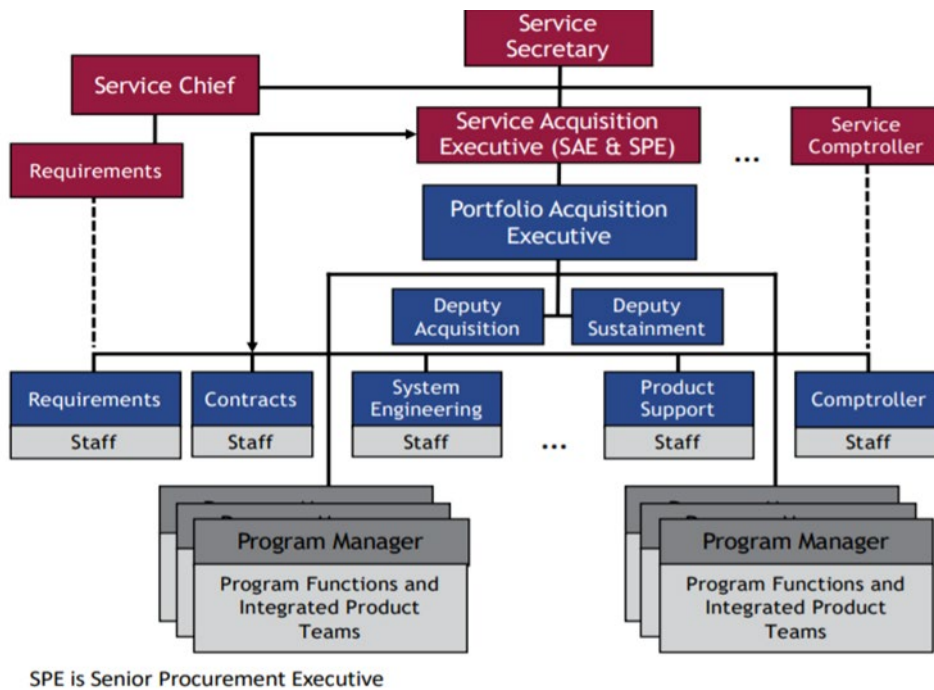 Service
Secretary
Service Chief
Service Acquisition
Executive (SAE & SPE)
...
Service
Comptroller
Requirements
Portfolio Acquisition
Executive
Deputy
Acquisition
Deputy
Sustainment
Requirements
Staff
Contracts
Staff
System
Engineering
Staff
...
Product
Support
Staff
Comptroller
Staff
Program Manager
Program Functions and
Integrated Product
Teams
Program Manager
Program Functions and
Integrated Product
Teams
SPE is Senior Procurement Executive